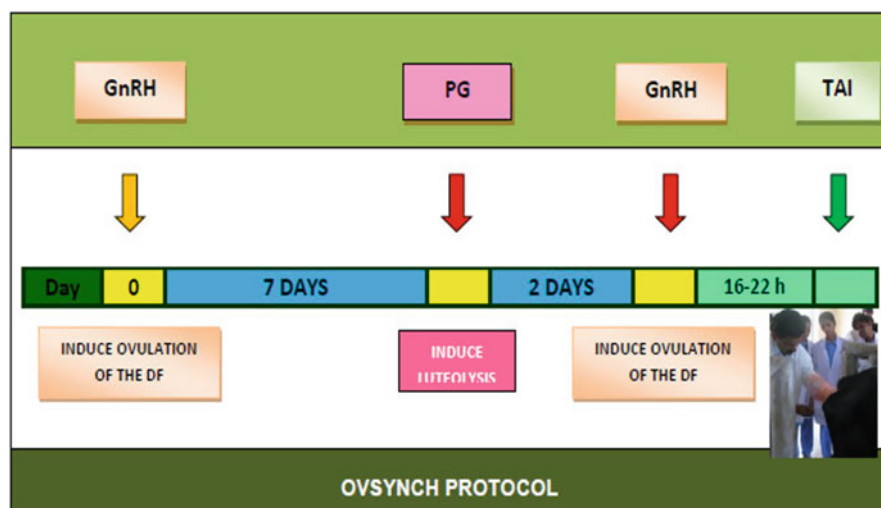 GnRH PG GnRH TAI
Day 0 7 DAYS 2 DAYS 16-22 h
INDUCE OVULATION
OF THE DF
INDUCE
LUTEOLYSIS
INDUCE OVULATION
OF THE DF
OVSYNCH PROTOCOL